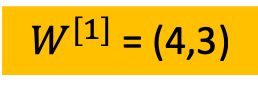 W[1] = (4,3)